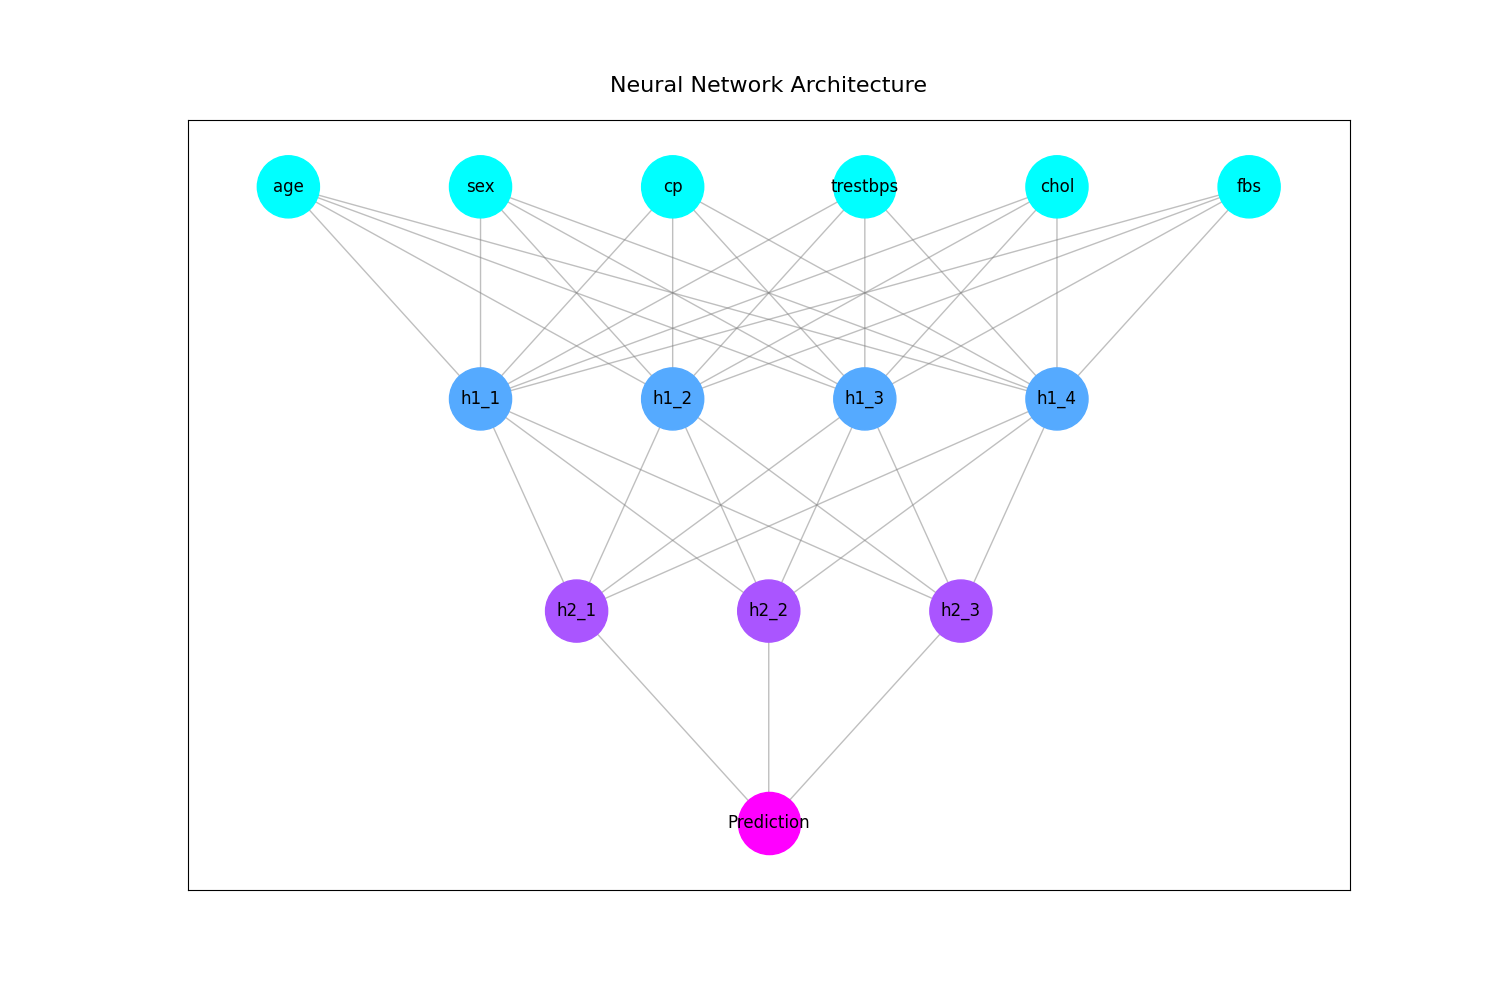 Neural Network Architecture
age sex cp trestbps chol fbs
h1_1 h1_2 h1_3 h1_4
h2_1 h2_2 h2_3
Prediction